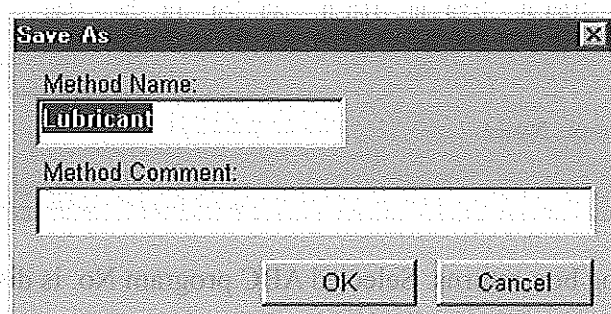 Save As
Method Name:
Lubricant
Method Comment:
OK
Cancel